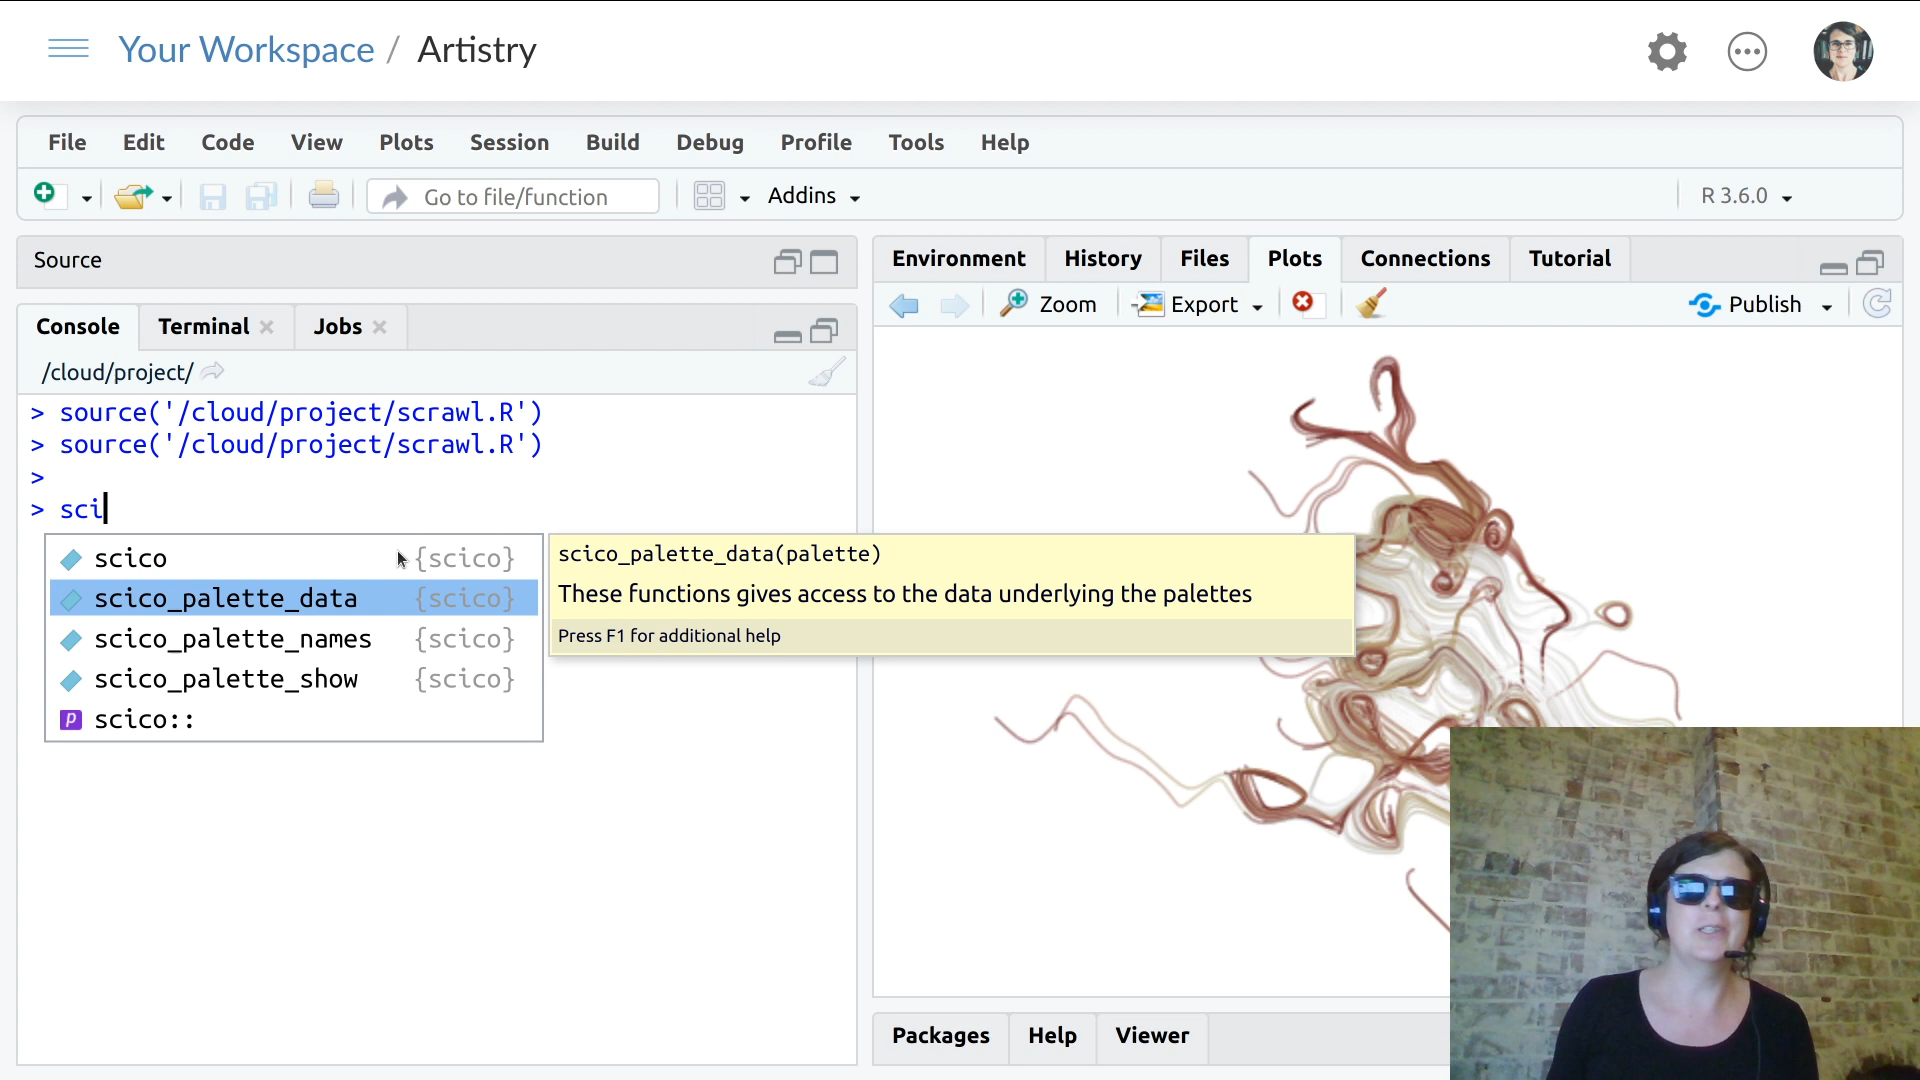 Your Workspace / Artistry
File Edit Code View Plots Session Build Debug Profile Tools Help
Go to file/function Addins R 3.6.0
Source
Environment History Files Plots Connections Tutorial
Zoom Export Publish
Console Terminal Jobs
/cloud/project/
> source('/cloud/project/scrawl.R')
> source('/cloud/project/scrawl.R')
>
> sci
scico {scico}
scico_palette_data {scico}
scico_palette_names {scico}
scico_palette_show {scico}
p scico::
scico_palette_data(palette)
These functions gives access to the data underlying the palettes
Press F1 for additional help
Packages Help Viewer